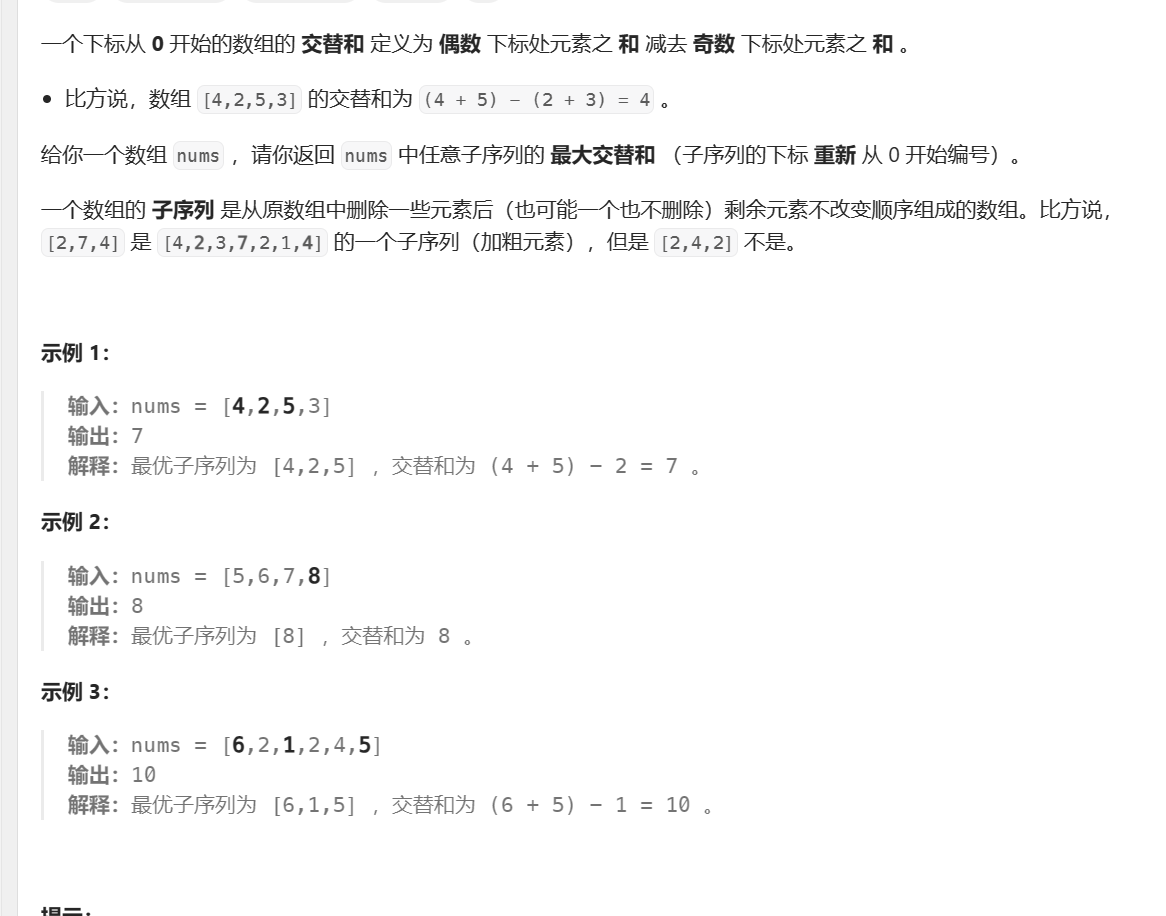 一个下标从 0 开始的数组的 交替和 定义为 偶数 下标处元素之 和 减去 奇数 下标处元素之 和 。
• 比方说，数组 [4,2,5,3] 的交替和为 (4 + 5) - (2 + 3) = 4 。
给你一个数组 nums ，请你返回 nums 中任意子序列的 最大交替和 （子序列的下标 重新 从 0 开始编号）。
一个数组的 子序列 是从原数组中删除一些元素后（也可能一个也不删除）剩余元素不改变顺序组成的数组。比方说，
[2,7,4] 是 [4,2,3,7,2,1,4] 的一个子序列（加粗元素），但是 [2,4,2] 不是。
示例 1：
输入：nums = [4,2,5,3]
输出：7
解释：最优子序列为 [4,2,5] ，交替和为 (4 + 5) - 2 = 7 。
示例 2：
输入：nums = [5,6,7,8]
输出：8
解释：最优子序列为 [8] ，交替和为 8 。
示例 3：
输入：nums = [6,2,1,2,4,5]
输出：10
解释：最优子序列为 [6,1,5] ，交替和为 (6 + 5) - 1 = 10 。
提示：